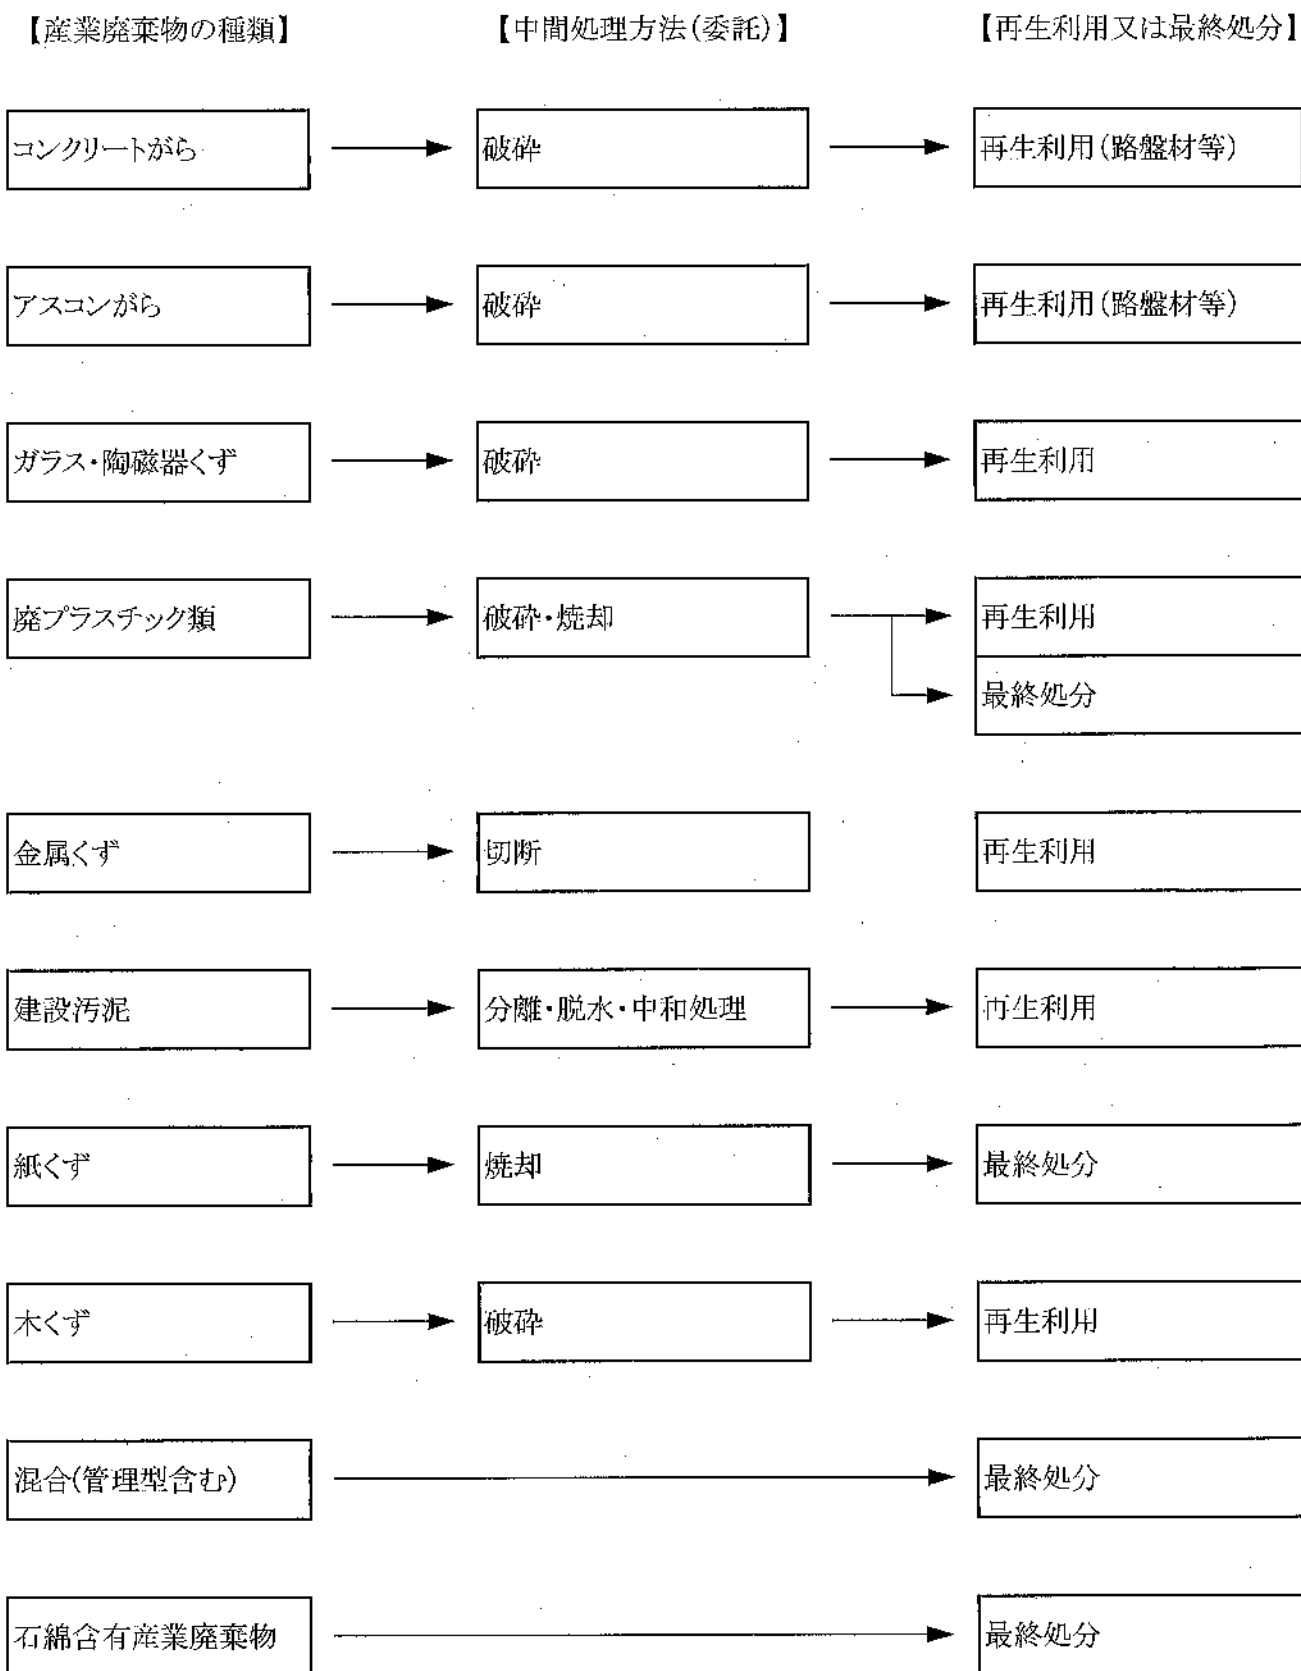 【産業廃棄物の種類】 【中間処理方法(委託)】 【再生利用又は最終処分】
コンクリートがら 破砕 再生利用(路盤材等)
アスコンがら 破砕 再生利用(路盤材等)
ガラス・陶磁器くず 破砕 再生利用
廃プラスチック類 破砕・焼却 再生利用
最終処分
金属くず 切断 再生利用
建設汚泥 分離・脱水・中和処理 再生利用
紙くず 焼却 最終処分
木くず 破砕 再生利用
混合(管理型含む) 最終処分
石綿含有産業廃棄物 最終処分